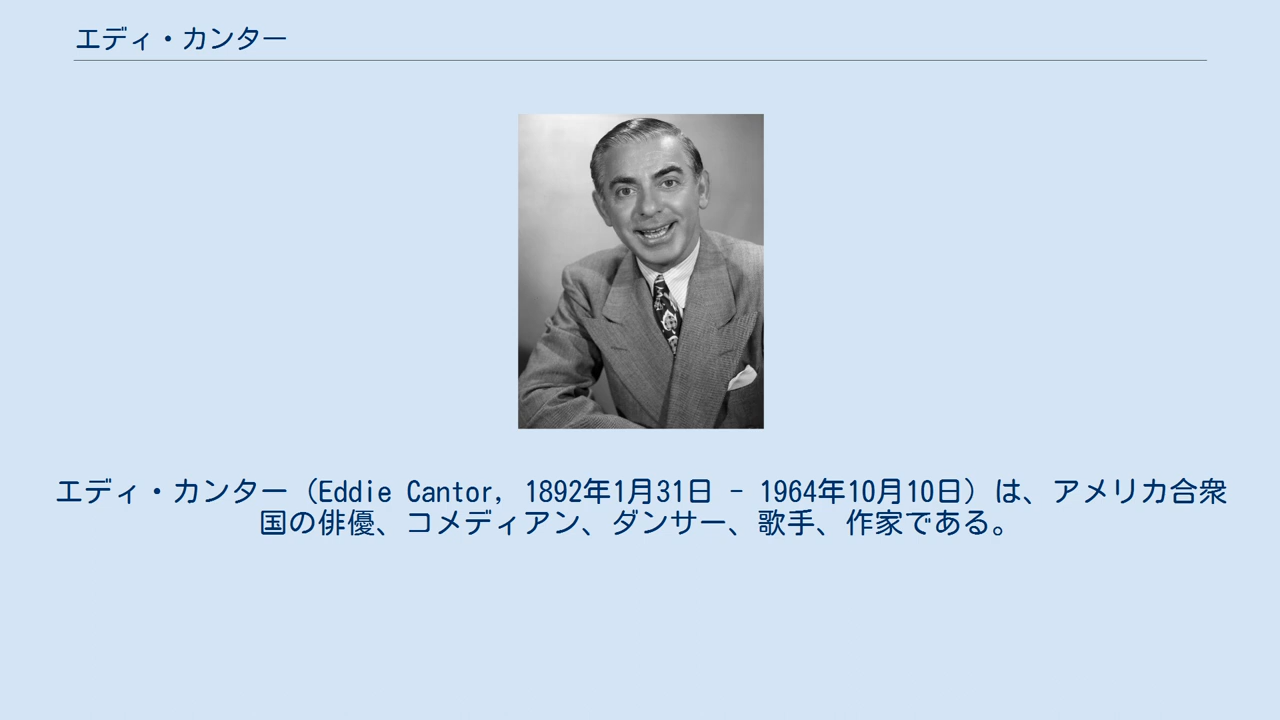 エディ・カンター
エディ・カンター（Eddie Cantor, 1892年1月31日 - 1964年10月10日）は、アメリカ合衆
国の俳優、コメディアン、ダンサー、歌手、作家である。